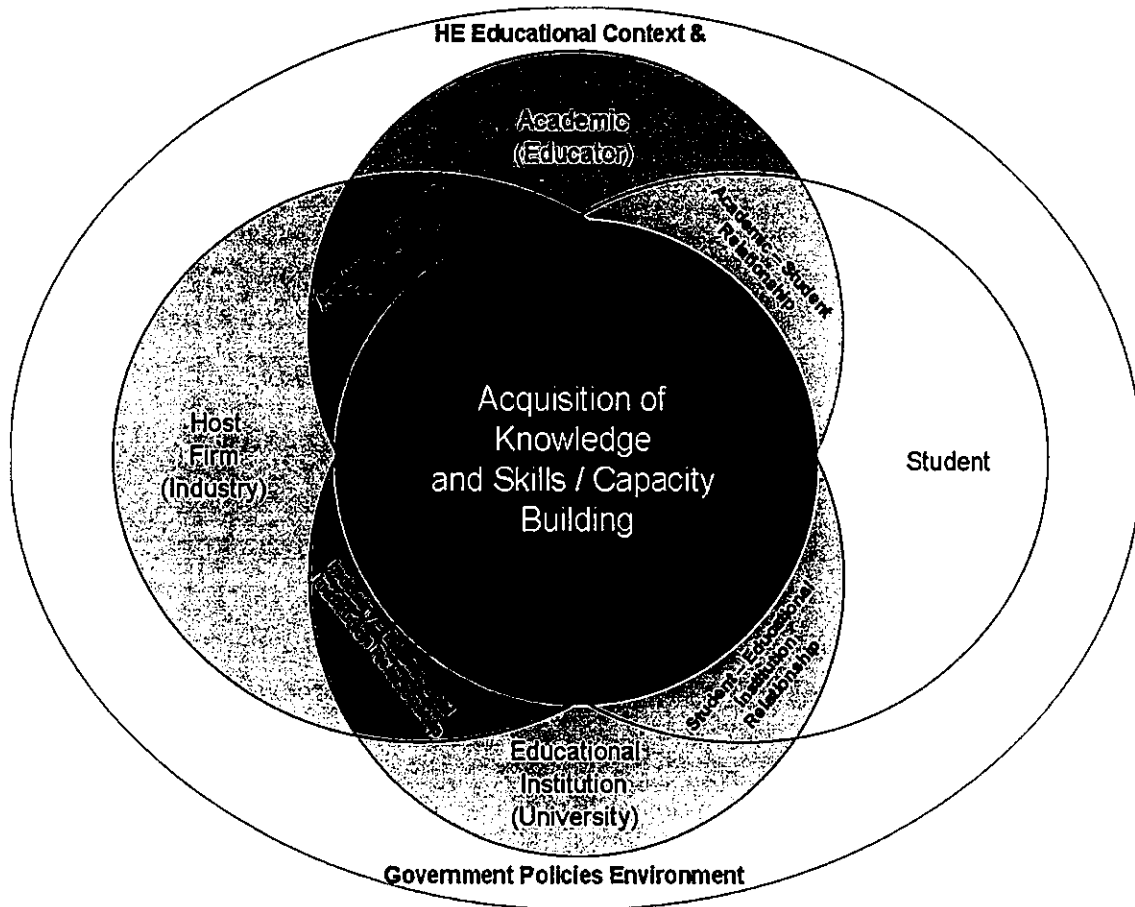 HE Educational Context &
Academic
(Educator)
Academic – Student
Relationship
Host
Firm
(Industry)
Acquisition of
Knowledge
and Skills / Capacity
Building
Student
Student – Educational
Institution
Relationship
Educational
Institution
(University)
Government Policies Environment